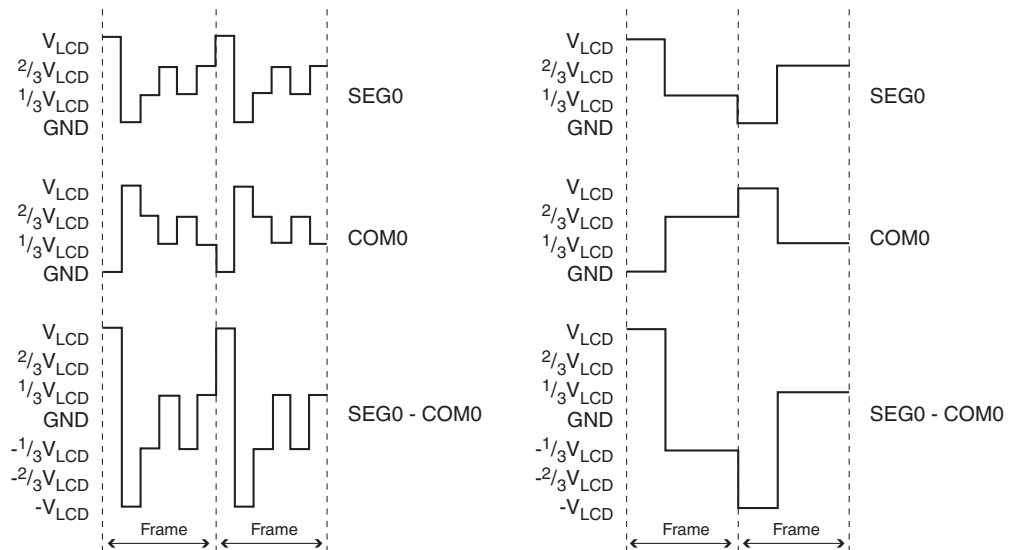 V_LCD
²/₃V_LCD
¹/₃V_LCD
GND
SEG0
V_LCD
²/₃V_LCD
¹/₃V_LCD
GND
COM0
V_LCD
²/₃V_LCD
¹/₃V_LCD
GND
-¹/₃V_LCD
-²/₃V_LCD
-V_LCD
SEG0 - COM0
Frame
Frame
V_LCD
²/₃V_LCD
¹/₃V_LCD
GND
SEG0
V_LCD
²/₃V_LCD
¹/₃V_LCD
GND
COM0
V_LCD
²/₃V_LCD
¹/₃V_LCD
GND
-¹/₃V_LCD
-²/₃V_LCD
-V_LCD
SEG0 - COM0
Frame
Frame